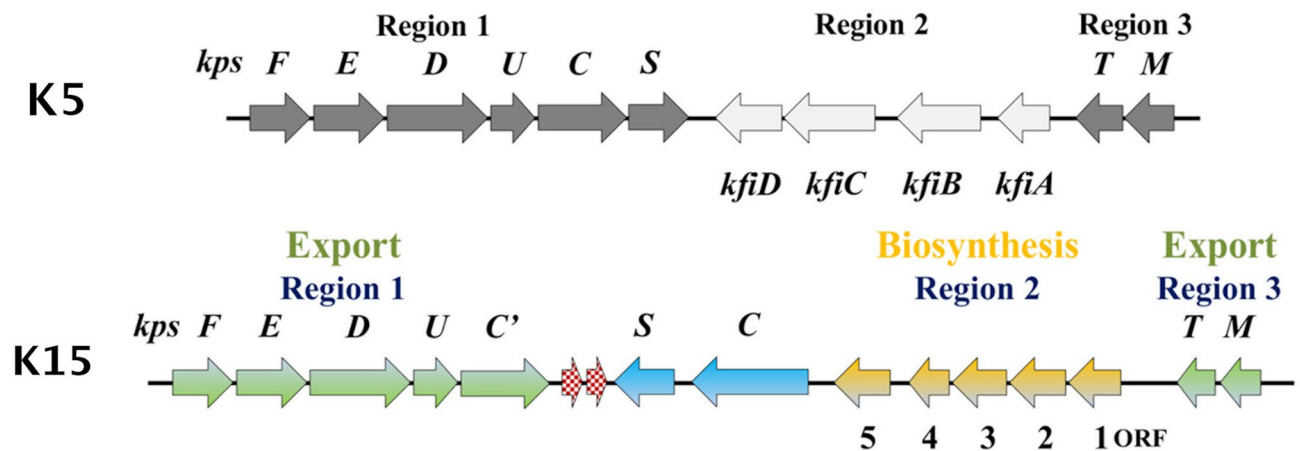 Region 1 Region 2 Region 3
kps F E D U C S T M
K5
kfiD kfiC kfiB kfiA
Export Biosynthesis Export
Region 1 Region 2 Region 3
kps F E D U C’ S C T M
K15
5 4 3 2 1 ORF